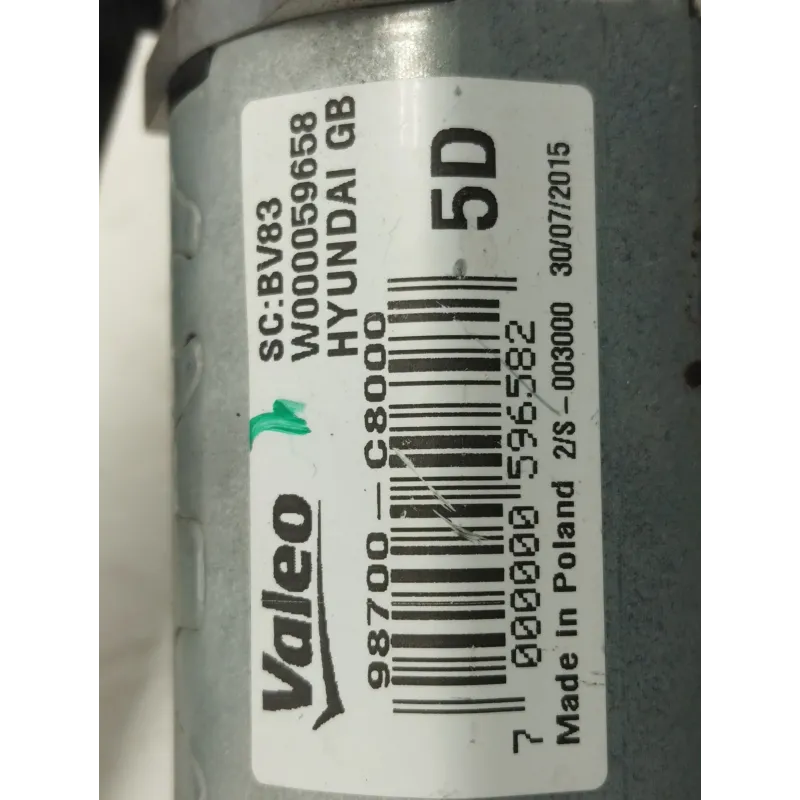 SC:BV83
W000059658
HYUNDAI GB
Valeo
98700-C8000
5D
7 000000 596582
Made in Poland 2/S-003000 30/07/2015